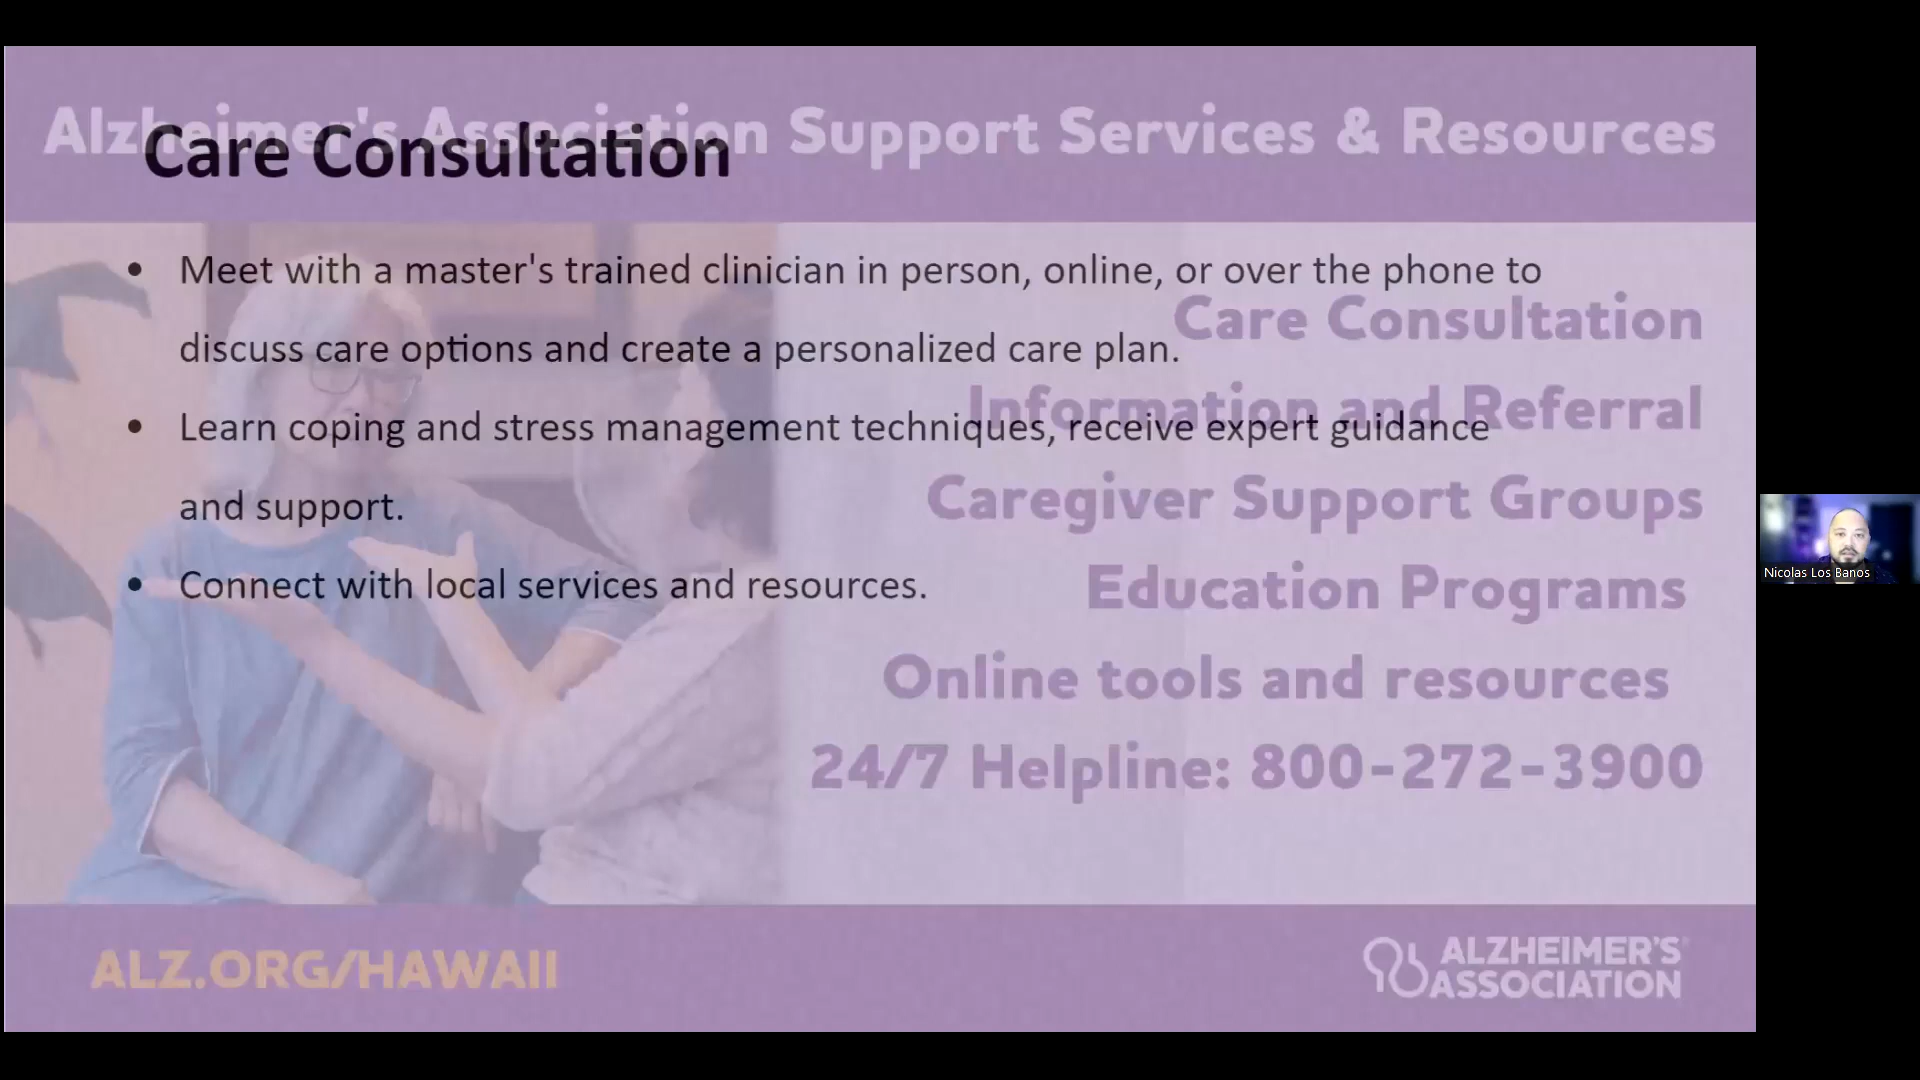 Alzheimer's Association Support Services & Resources
Care Consultation
• Meet with a master's trained clinician in person, online, or over the phone to
discuss care options and create a personalized care plan.
• Learn coping and stress management techniques, receive expert guidance
and support.
• Connect with local services and resources.
Care Consultation
Information and Referral
Caregiver Support Groups
Education Programs
Online tools and resources
24/7 Helpline: 800-272-3900
ALZ.ORG/HAWAII
ALZHEIMER'S
ASSOCIATION
Nicolas Los Banos